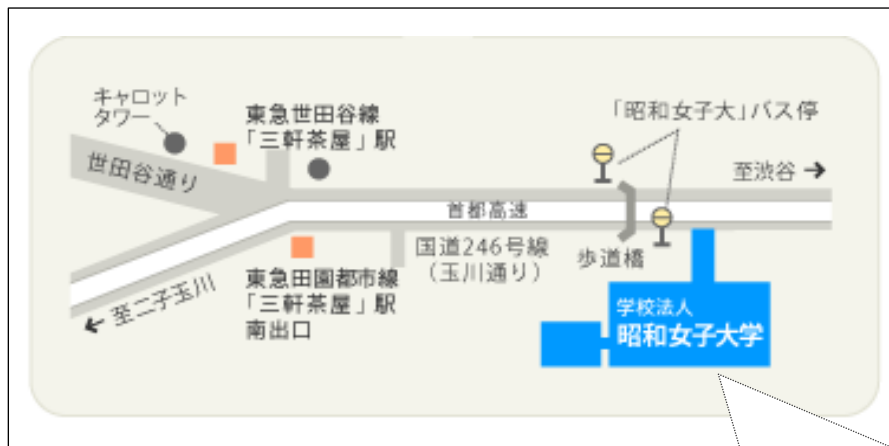 キャロット
タワー
東急世田谷線
「三軒茶屋」駅
「昭和女子大」バス停
世田谷通り
至渋谷→
首都高速
国道246号線
（玉川通り）
歩道橋
←至二子玉川
東急田園都市線
「三軒茶屋」駅
南出口
学校法人
昭和女子大学